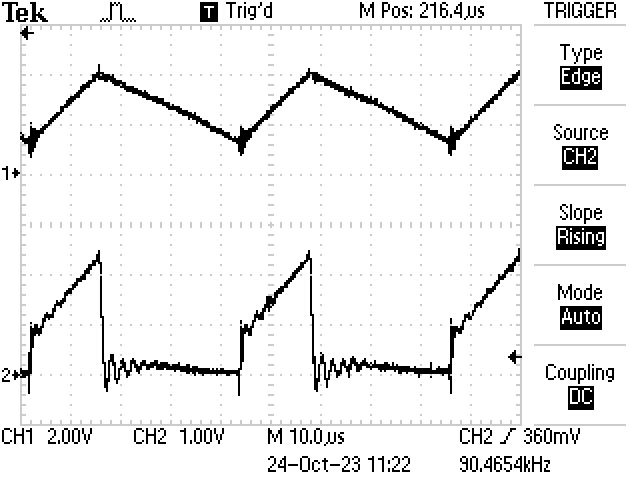 Tek T Trig'd M Pos: 216.4µs TRIGGER
Type
Edge
Source
CH2
Slope
Rising
Mode
Auto
Coupling
DC
1
2
CH1 2.00V CH2 1.00V M 10.0µs CH2 360mV
24-Oct-23 11:22 90.4654kHz